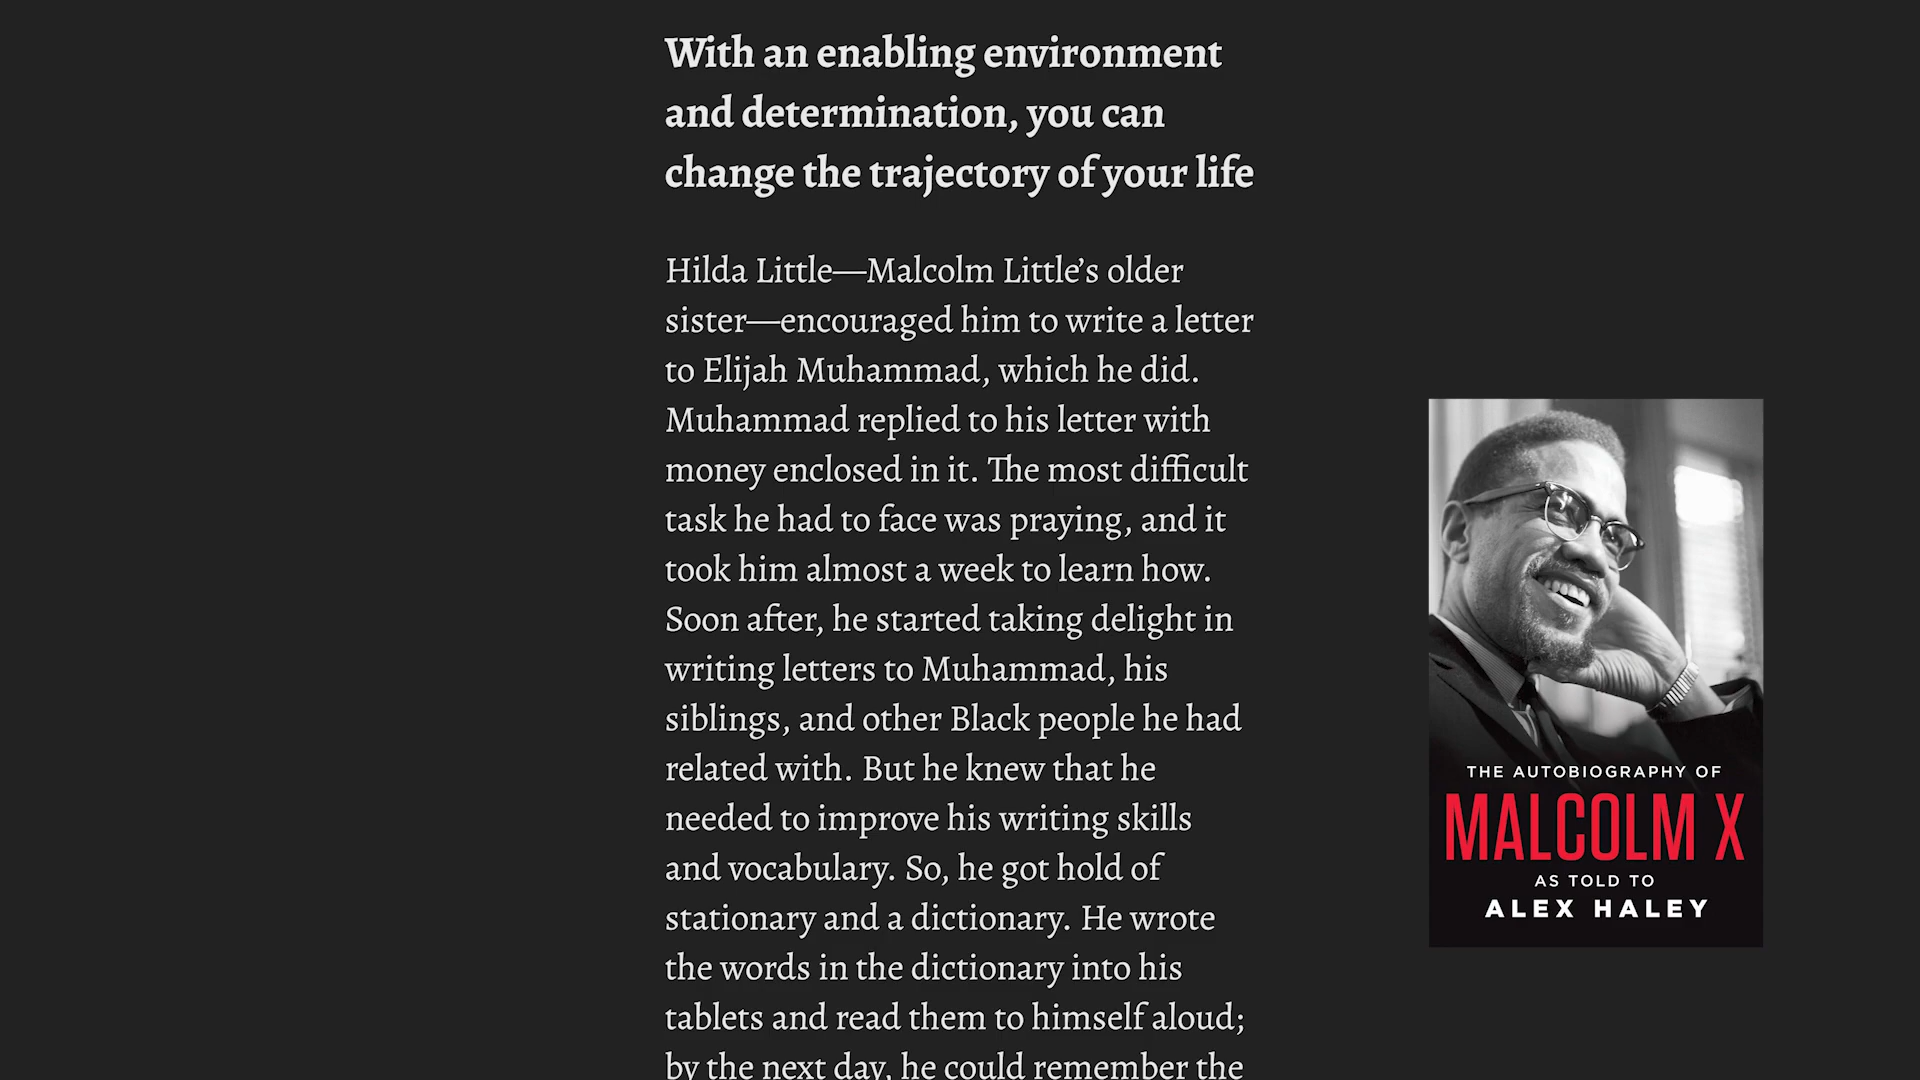 With an enabling environment
and determination, you can
change the trajectory of your life
Hilda Little—Malcolm Little’s older
sister—encouraged him to write a letter
to Elijah Muhammad, which he did.
Muhammad replied to his letter with
money enclosed in it. The most difficult
task he had to face was praying, and it
took him almost a week to learn how.
Soon after, he started taking delight in
writing letters to Muhammad, his
siblings, and other Black people he had
related with. But he knew that he
needed to improve his writing skills
and vocabulary. So, he got hold of
stationary and a dictionary. He wrote
the words in the dictionary into his
tablets and read them to himself aloud;
by the next day, he could remember the
THE AUTOBIOGRAPHY OF
MALCOLM X
AS TOLD TO
ALEX HALEY